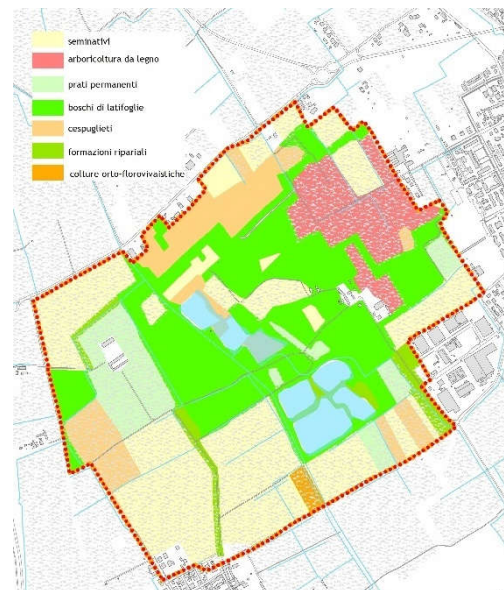 seminativi
arboricoltura da legno
prati permanenti
boschi di latifoglie
cespuglieti
formazioni ripariali
colture orto-florovivaistiche